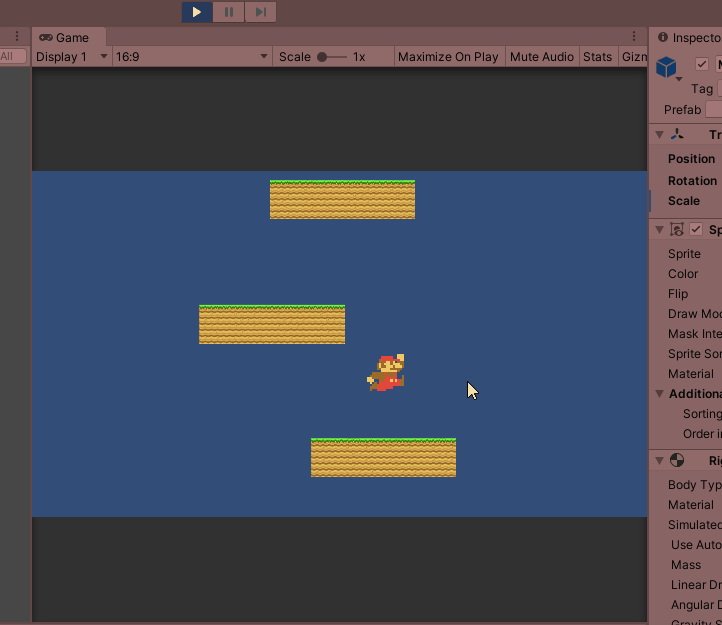 Game
Inspecto
All
Display 1 16:9 Scale 1x Maximize On Play Mute Audio Stats Gizn
Tag
Prefab
Tr
Position
Rotation
Scale
Sp
Sprite
Color
Flip
Draw Mod
Mask Inte
Sprite Sor
Material
Additiona
Sorting
Order in
Rig
Body Typ
Material
Simulated
Use Auto
Mass
Linear Dr
Angular D
Gravity S